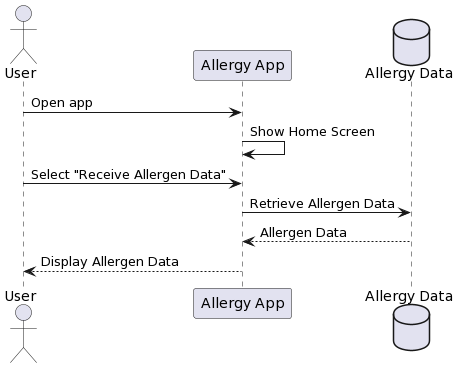 User
Allergy App
Allergy Data
Open app
Show Home Screen
Select "Receive Allergen Data"
Retrieve Allergen Data
Allergen Data
Display Allergen Data
User
Allergy App
Allergy Data